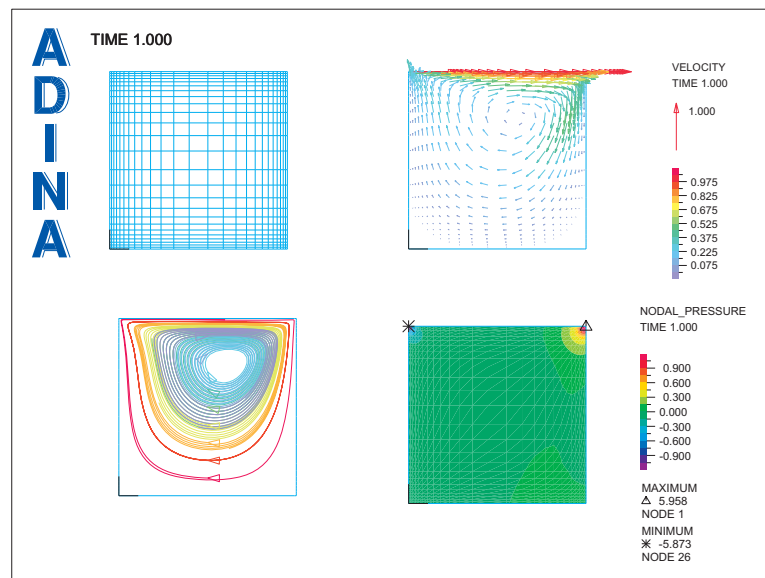 ADINA
TIME 1.000
VELOCITY
TIME 1.000
1.000
0.975
0.825
0.675
0.525
0.375
0.225
0.075
NODAL_PRESSURE
TIME 1.000
0.900
0.600
0.300
0.000
-0.300
-0.600
-0.900
MAXIMUM
5.958
NODE 1
MINIMUM
-5.873
NODE 26